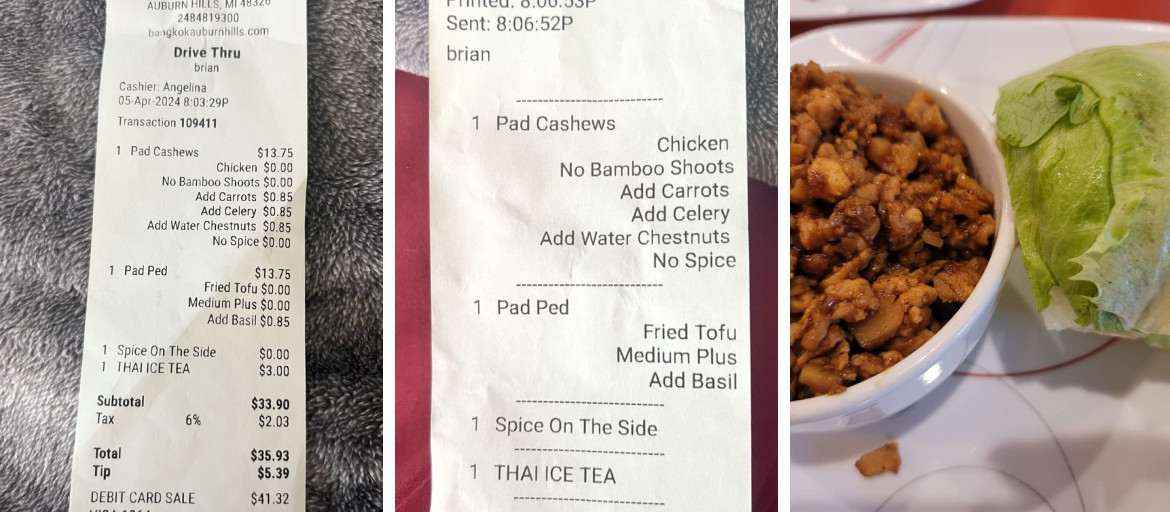 AUBURN HILLS, MI 48326
2484819300
bangkokauburnhills.com
Drive Thru
brian
Cashier: Angelina
05-Apr-2024 8:03:29P
Transaction 109411
1 Pad Cashews $13.75
Chicken $0.00
No Bamboo Shoots $0.00
Add Carrots $0.85
Add Celery $0.85
Add Water Chestnuts $0.85
No Spice $0.00
1 Pad Ped $13.75
Fried Tofu $0.00
Medium Plus $0.00
Add Basil $0.85
1 Spice On The Side $0.00
1 THAI ICE TEA $3.00
Subtotal $33.90
Tax 6% $2.03
Total $35.93
Tip $5.39
DEBIT CARD SALE $41.32
Printed: 8:06:53P
Sent: 8:06:52P
brian
1 Pad Cashews
Chicken
No Bamboo Shoots
Add Carrots
Add Celery
Add Water Chestnuts
No Spice
1 Pad Ped
Fried Tofu
Medium Plus
Add Basil
1 Spice On The Side
1 THAI ICE TEA